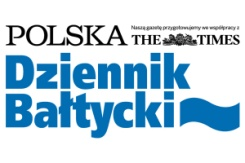 Naszą gazetę przygotowujemy we współpracy z
POLSKA THE TIMES
Dziennik
Bałtycki